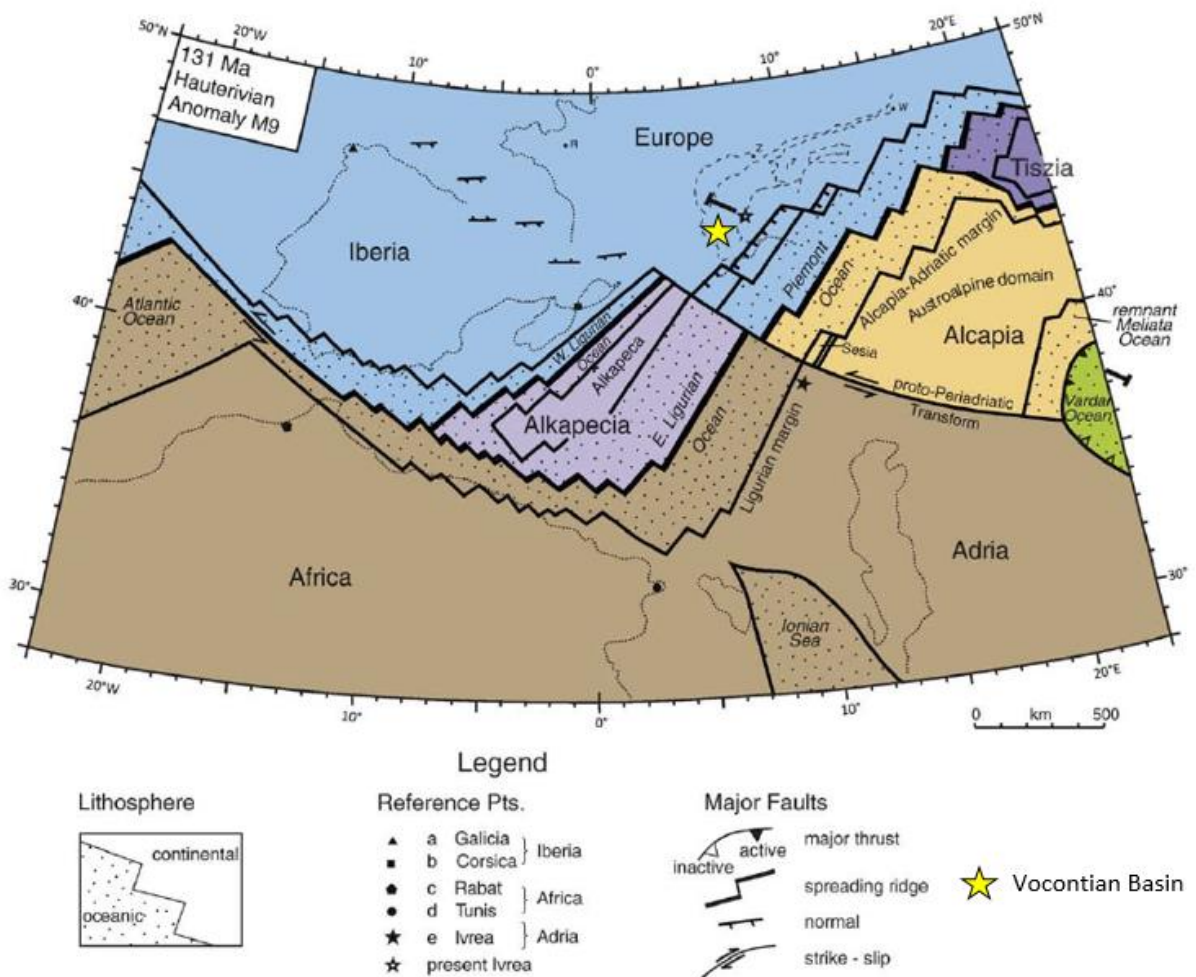 50°N
20°W
10°
0°
10°
20°E
50°N
131 Ma
Hauterivian
Anomaly M9
R
Europe
W
Z
Tiszia
Iberia
Piemont
Ocean
Alcapia-Adriatic margin
Austroalpine domain
40°
Atlantic
Ocean
40°
remnant
Meliata
Ocean
W. Ligurian
Ocean
Alkapeca
Alcapia
Sesia
Alkapecia
E. Ligurian
Ocean
proto-Periadriatic
Transform
Vardar
Ocean
Ligurian margin
Africa
Adria
30°
30°
Ionian
Sea
20°W
10°
0°
10°
20°E
0 km 500
Legend
Lithosphere
continental
oceanic
Reference Pts.
a Galicia
b Corsica
Iberia
c Rabat
d Tunis
Africa
e Ivrea
Adria
present Ivrea
Major Faults
inactive
active
major thrust
spreading ridge
normal
strike - slip
Vocontian Basin